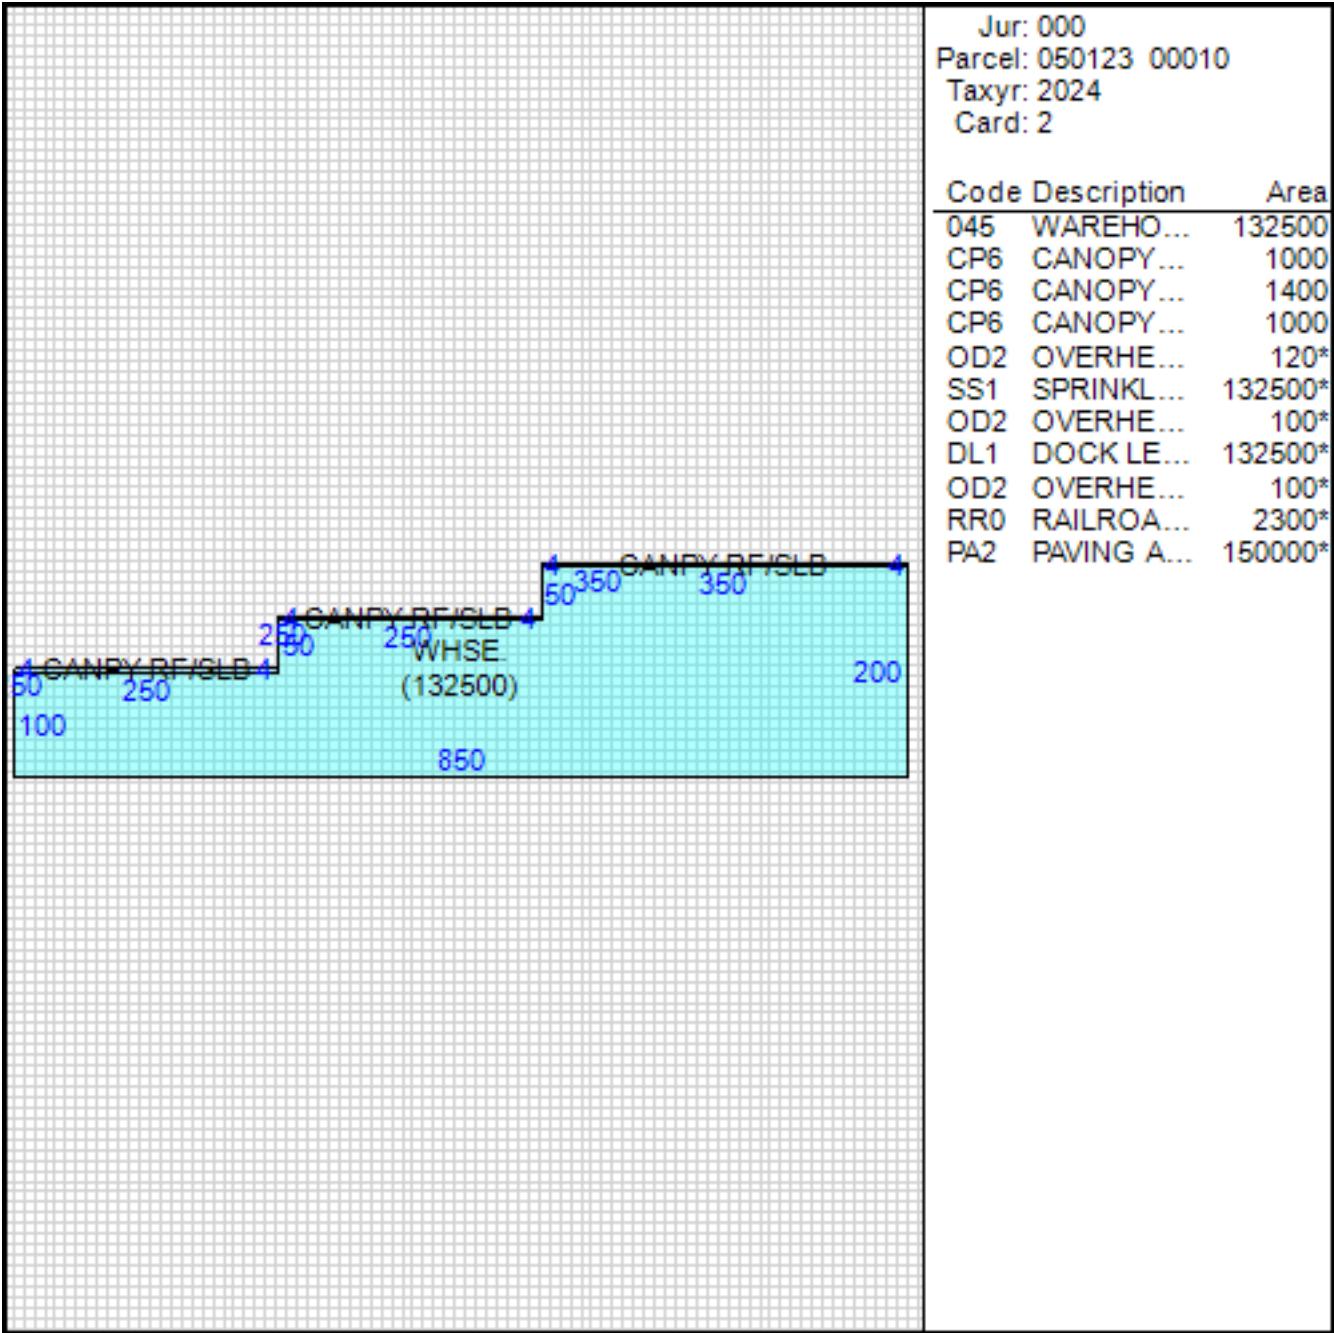 Jur: 000
Parcel: 050123 00010
Taxyr: 2024
Card: 2
Code Description Area
045 WAREHO... 132500
CP6 CANOPY... 1000
CP6 CANOPY... 1400
CP6 CANOPY... 1000
OD2 OVERHE... 120*
SS1 SPRINKL... 132500*
OD2 OVERHE... 100*
DL1 DOCK LE... 132500*
OD2 OVERHE... 100*
RR0 RAILROA... 2300*
PA2 PAVING A... 150000*
4 CANPY RF/SLB 4
50 350 350
4 CANPY RF/SLB 4
250 50 250
WHSE.
4 CANPY RF/SLB 4
50 250
(132500)
200
100
850